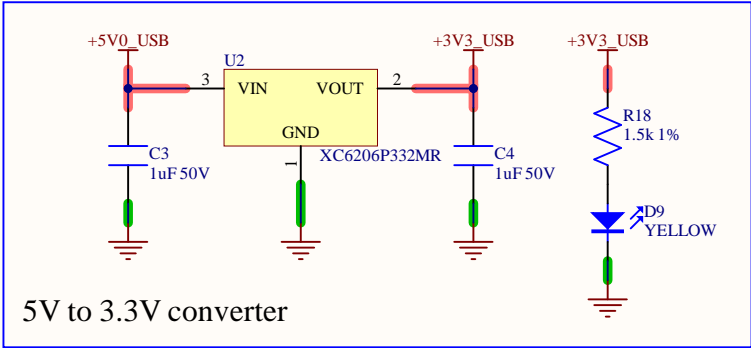 +5V0_USB
+3V3_USB
+3V3_USB
U2
3
VIN
VOUT
2
GND
1
XC6206P332MR
C3
1uF 50V
C4
1uF 50V
R18
1.5k 1%
D9
YELLOW
5V to 3.3V converter